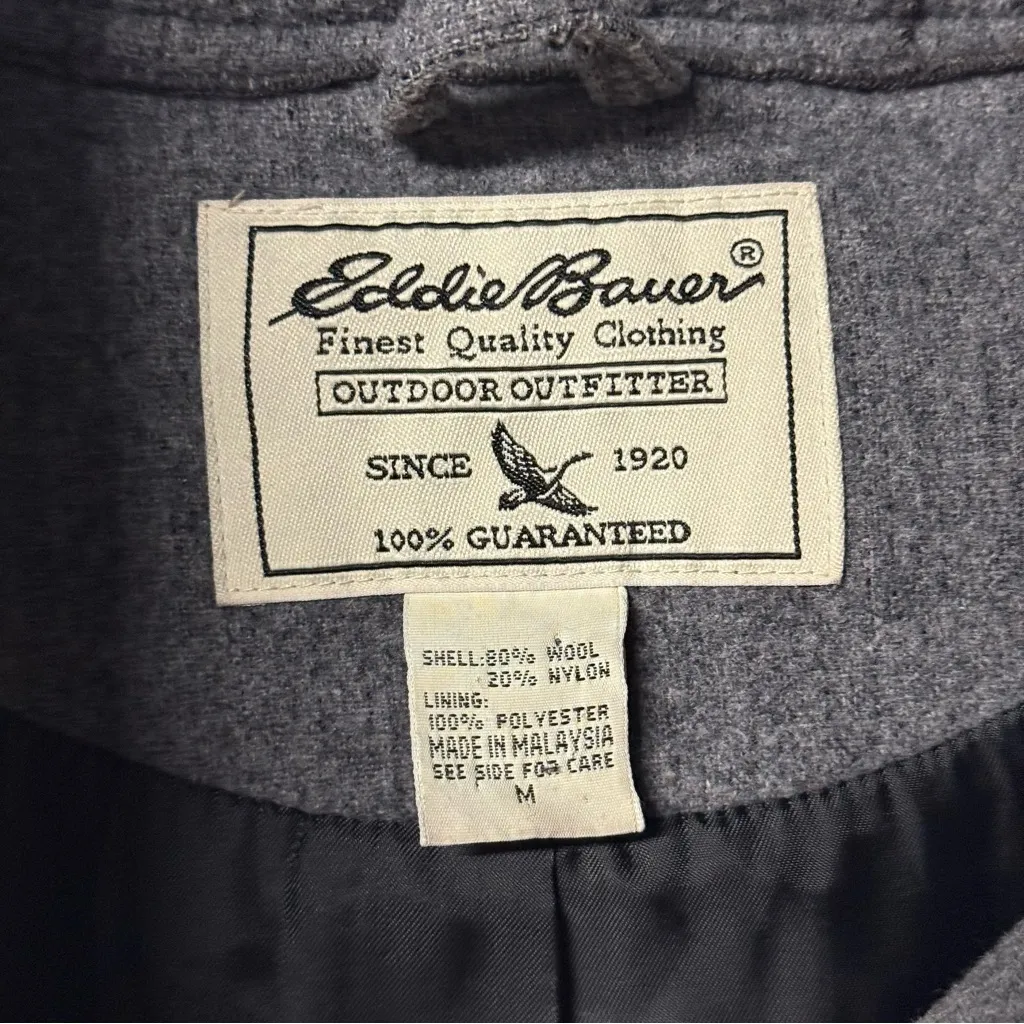 Eddie Bauer®
Finest Quality Clothing
OUTDOOR OUTFITTER
SINCE 1920
100% GUARANTEED
SHELL:80% WOOL
20% NYLON
LINING:
100% POLYESTER
MADE IN MALAYSIA
SEE SIDE FOR CARE
M